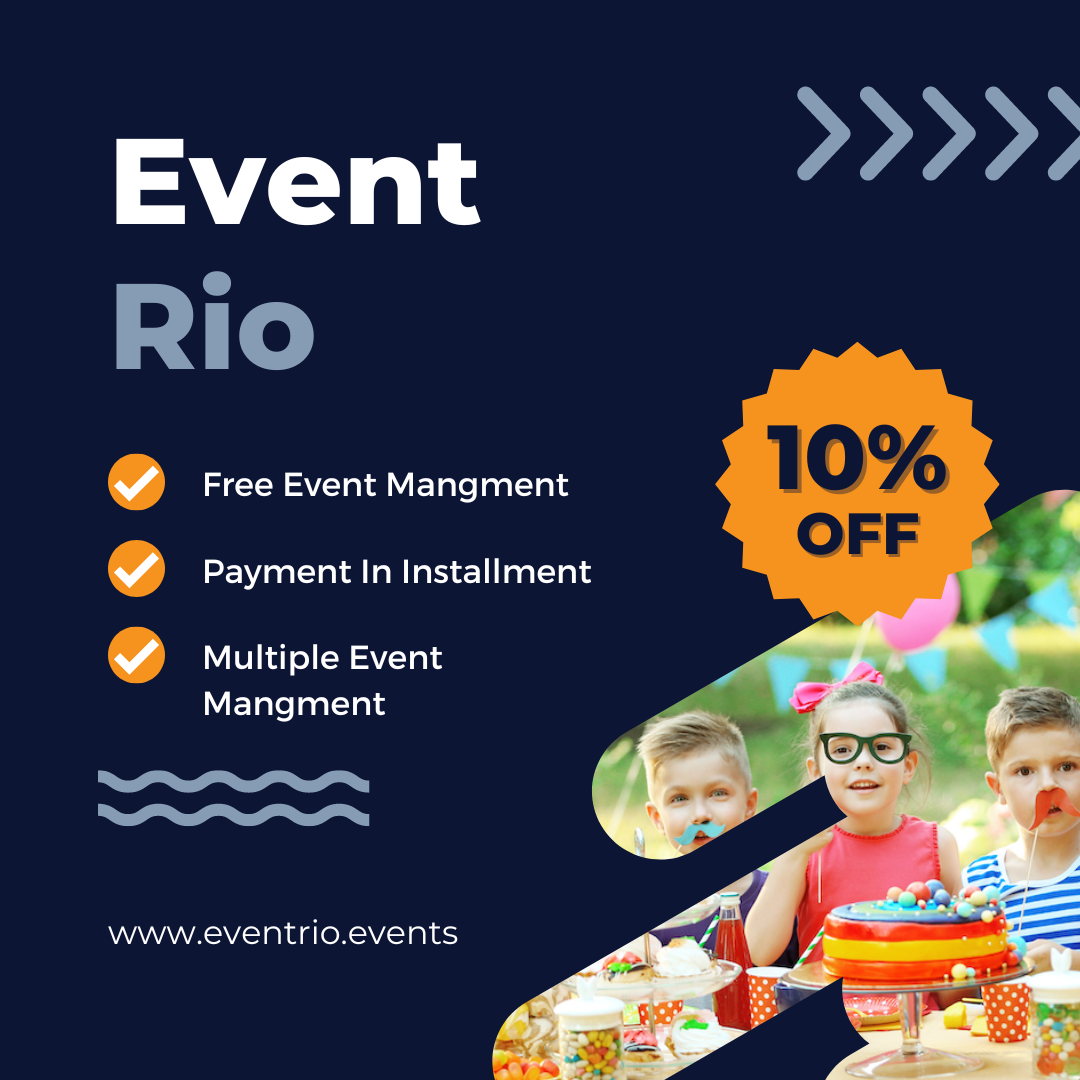 Event
Rio
10%
OFF
Free Event Mangment
Payment In Installment
Multiple Event
Mangment
www.eventrio.events